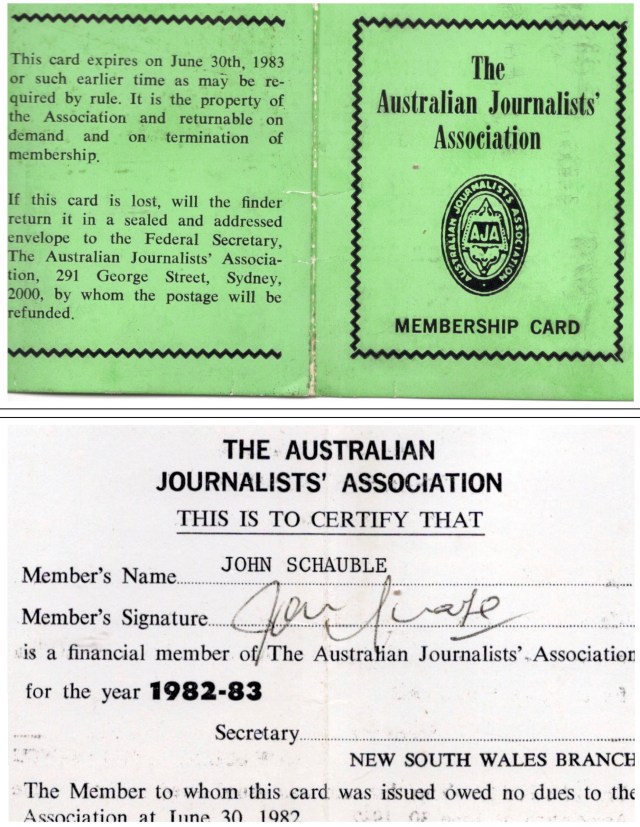 This card expires on June 30th, 1983
or such earlier time as may be re-
quired by rule. It is the property of
the Association and returnable on
demand and on termination of
membership.
If this card is lost, will the finder
return it in a sealed and addressed
envelope to the Federal Secretary,
The Australian Journalists' Associa-
tion, 291 George Street, Sydney,
2000, by whom the postage will be
refunded.
The
Australian Journalists'
Association
AUSTRALIAN JOURNALISTS ASSOCIATION
AJA
MEMBERSHIP CARD
THE AUSTRALIAN
JOURNALISTS' ASSOCIATION
THIS IS TO CERTIFY THAT
Member's Name JOHN SCHAUBLE
Member's Signature
is a financial member of The Australian Journalists' Association
for the year 1982-83
Secretary
NEW SOUTH WALES BRANCH
The Member to whom this card was issued owed no dues to the
Association at June 30, 1982